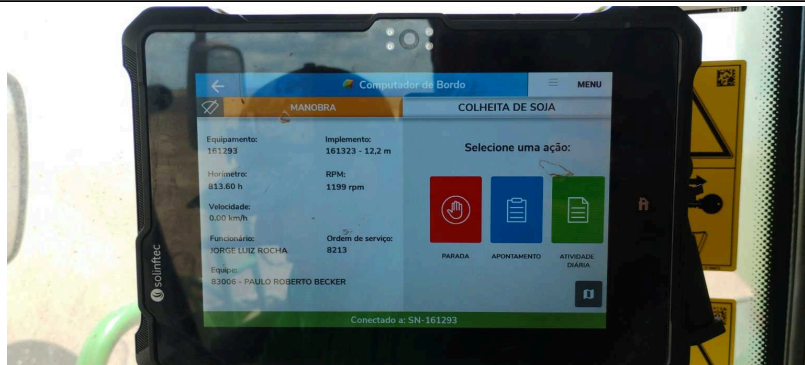 Computador de Bordo
MENU
MANOBRA
COLHEITA DE SOJA
Equipamento:
161293
Implemento:
161323 - 12,2 m
Selecione uma ação:
Horímetro:
813.60 h
RPM:
1199 rpm
Velocidade:
0.00 km/h
Funcionário:
JORGE LUIZ ROCHA
Ordem de serviço:
8213
Equipe:
83006 - PAULO ROBERTO BECKER
PARADA
APONTAMENTO
ATIVIDADE
DIÁRIA
Conectado a: SN-161293
solinftec